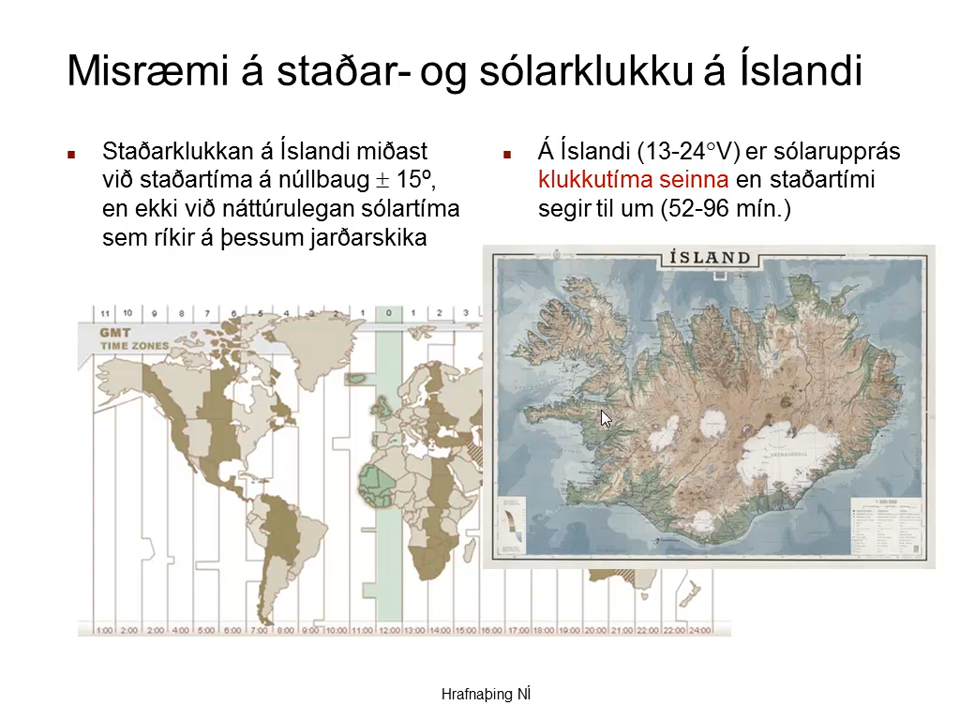 Misræmi á staðar- og sólarklukku á Íslandi
Staðarklukkan á Íslandi miðast
við staðartíma á núllbaug ± 15º,
en ekki við náttúrulegan sólartíma
sem ríkir á þessum jarðarskika
Á Íslandi (13-24°V) er sólarupprás
klukkutíma seinna en staðartími
segir til um (52-96 mín.)
ÍSLAND
11 10 9 8 7 6 5 4 3 2 1 0 1 2 3
GMT
TIME ZONES
1:00 2:00 2:00 4:00 5:00 6:00 7:00 8:00 9:00 10:00 11:00 12:00 13:00 14:00 15:00 16:00 17:00 18:00 19:00 20:00 21:00 22:00 22:00 24:00
Hrafnaþing NÍ